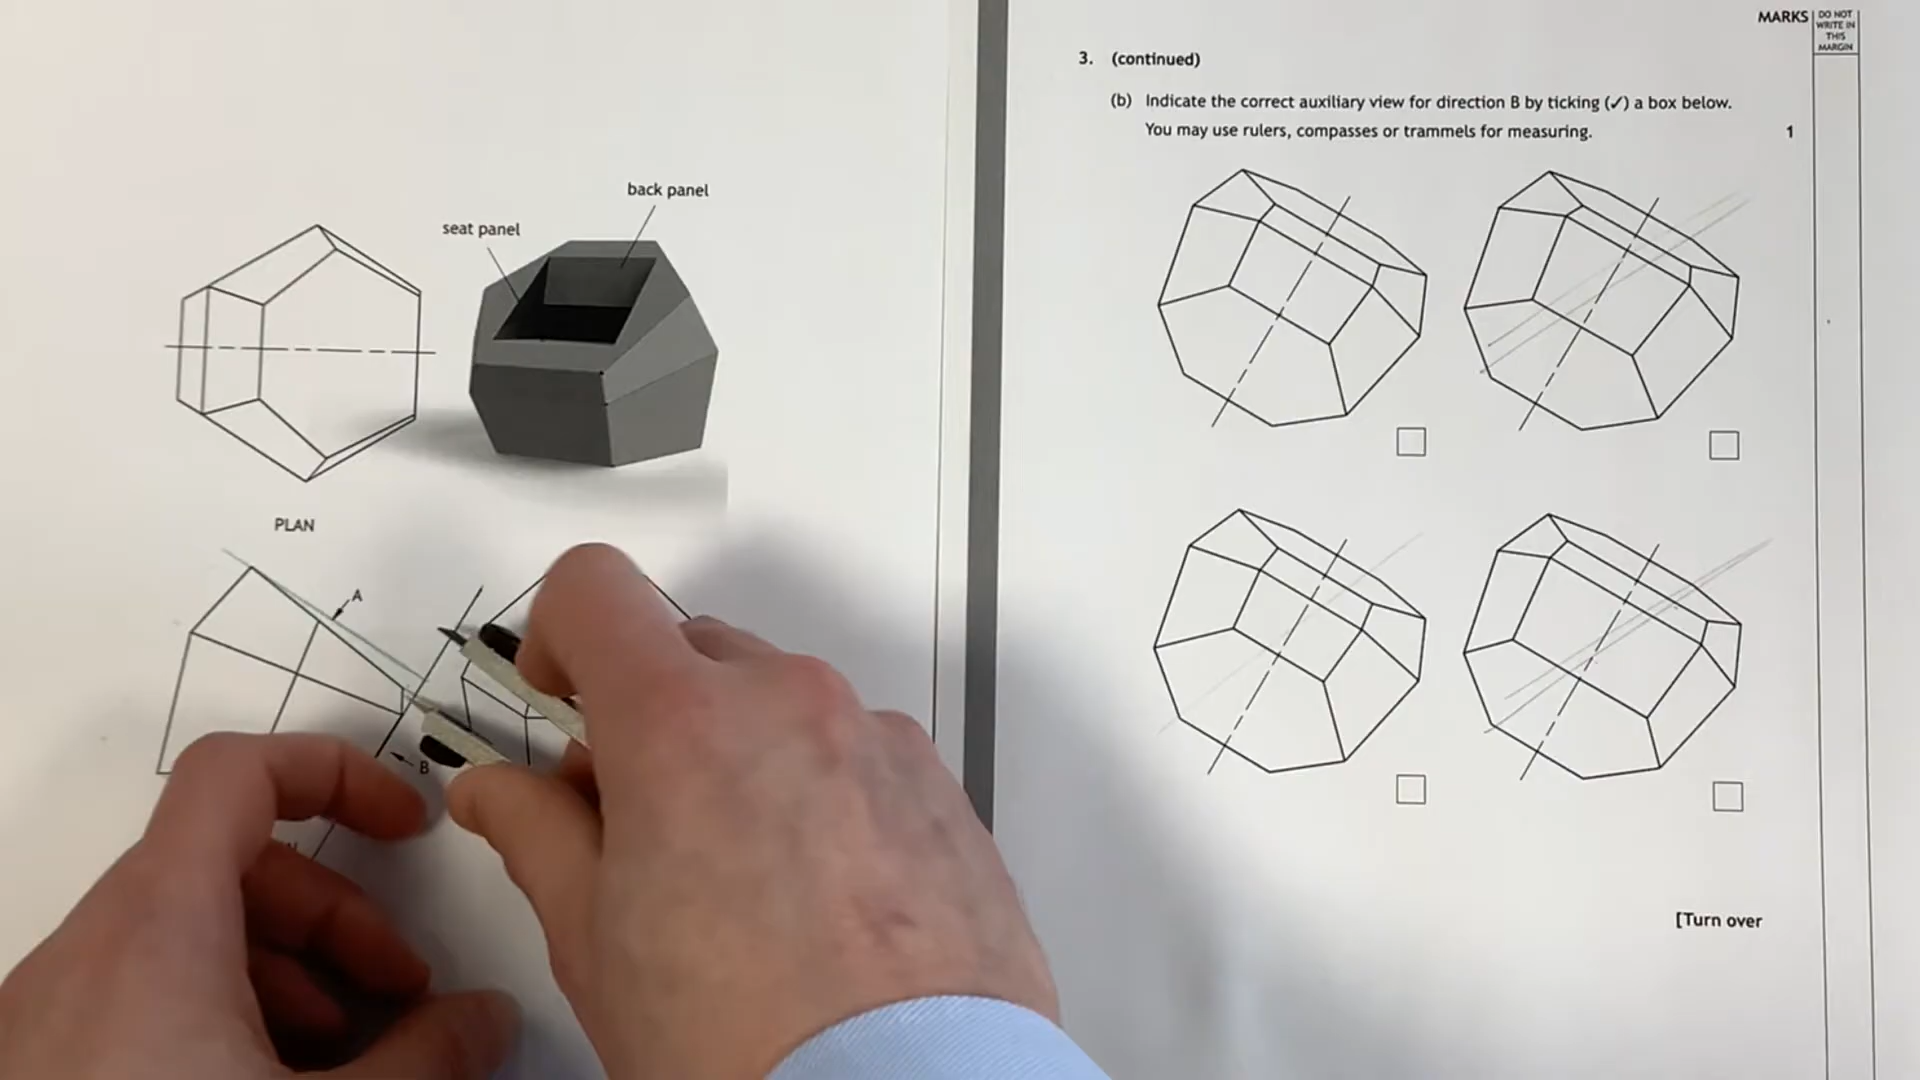 back panel
seat panel
PLAN
A
B
MARKS
DO NOT
WRITE IN
THIS
MARGIN
3. (continued)
(b) Indicate the correct auxiliary view for direction B by ticking (✓) a box below.
You may use rulers, compasses or trammels for measuring.
1
[Turn over